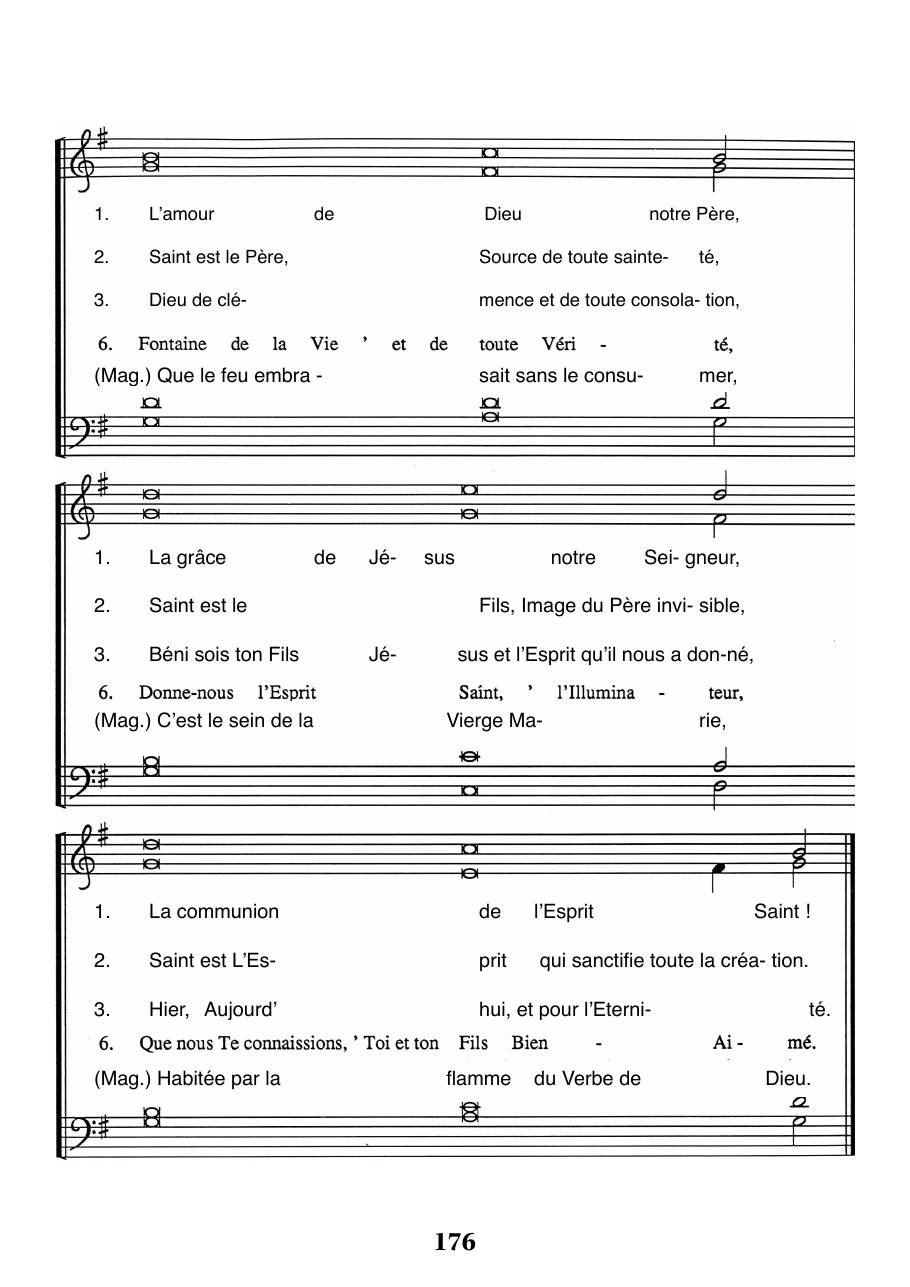 1. L'amour de Dieu notre Père,
2. Saint est le Père, Source de toute sainte- té,
3. Dieu de clé- mence et de toute consola- tion,
6. Fontaine de la Vie ' et de toute Véri - té,
(Mag.) Que le feu embra - sait sans le consu- mer,
1. La grâce de Jé- sus notre Sei- gneur,
2. Saint est le Fils, Image du Père invi- sible,
3. Béni sois ton Fils Jé- sus et l'Esprit qu'il nous a don-né,
6. Donne-nous l'Esprit Saint, ' l'Illumina - teur,
(Mag.) C'est le sein de la Vierge Ma- rie,
1. La communion de l'Esprit Saint !
2. Saint est L'Es- prit qui sanctifie toute la créa- tion.
3. Hier, Aujourd' hui, et pour l'Eterni- té.
6. Que nous Te connaissions, ' Toi et ton Fils Bien - Ai - mé.
(Mag.) Habitée par la flamme du Verbe de Dieu.
176